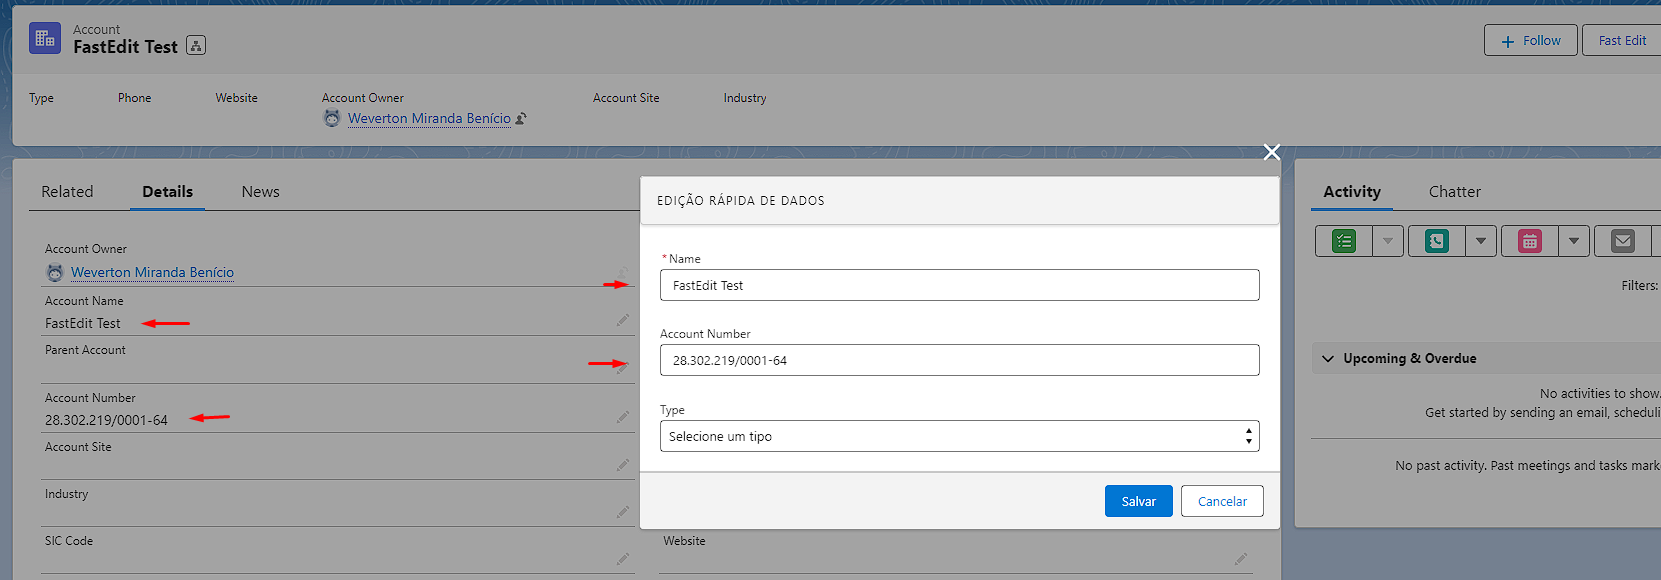 Account
FastEdit Test
Follow
Fast Edit
Type Phone Website Account Owner Account Site Industry
Weverton Miranda Benício
Related Details News
Account Owner
Weverton Miranda Benício
Account Name
FastEdit Test
Parent Account
Account Number
28.302.219/0001-64
Account Site
Industry
SIC Code
Website
EDIÇÃO RÁPIDA DE DADOS
* Name
FastEdit Test
Account Number
28.302.219/0001-64
Type
Selecione um tipo
Salvar Cancelar
Activity Chatter
Filters:
Upcoming & Overdue
No activities to show.
Get started by sending an email, scheduli
No past activity. Past meetings and tasks mark